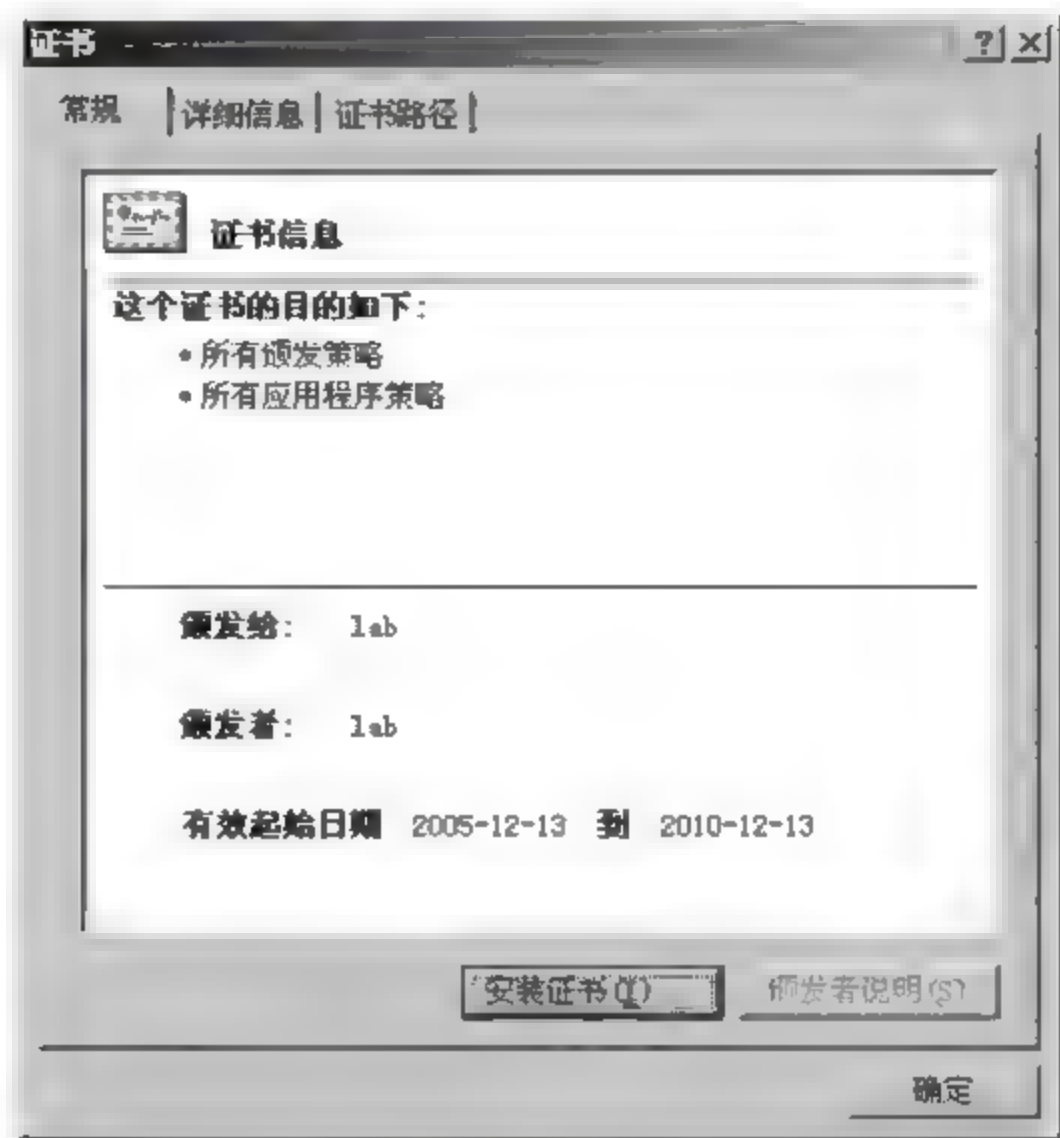 证书
常规 详细信息 证书路径
证书信息
这个证书的目的如下:
•所有颁发策略
•所有应用程序策略
颁发给: lab
颁发者: lab
有效起始日期 2005-12-13 到 2010-12-13
安装证书(I) 颁发者说明(S)
确定